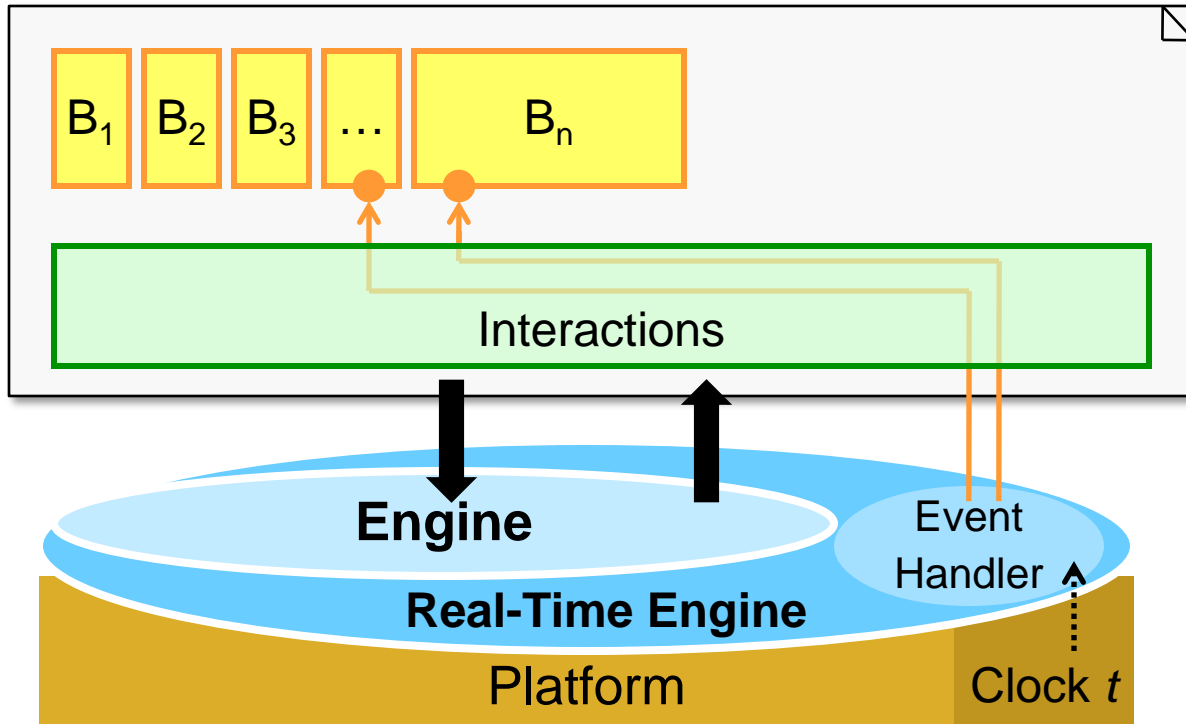 B₁ B₂ B₃ ... Bₙ
Interactions
Engine
Event
Handler
Real-Time Engine
Platform
Clock t